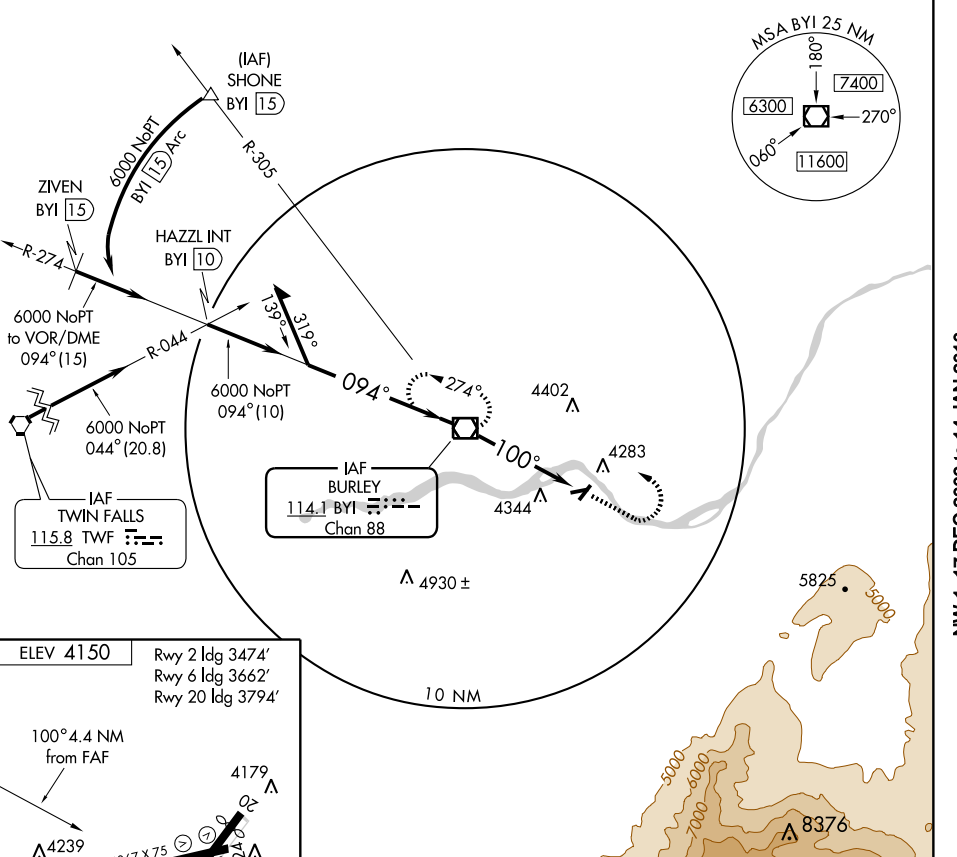 MSA BYI 25 NM
180°
7400
6300
270°
060°
11600
(IAF)
SHONE
BYI 15
6000 NoPT
BYI 15 Arc
R-305
ZIVEN
BYI 15
HAZZL INT
BYI 10
R-274
6000 NoPT
to VOR/DME
094° (15)
R-044
139°
319°
6000 NoPT
094° (10)
094°
274°
4402
6000 NoPT
044° (20.8)
100°
4283
4344
IAF
BURLEY
114.1 BYI
Chan 88
IAF
TWIN FALLS
115.8 TWF
Chan 105
4930 ±
5825
5000
10 NM
ELEV 4150
Rwy 2 ldg 3474'
Rwy 6 ldg 3662'
Rwy 20 ldg 3794'
100° 4.4 NM
from FAF
4179
20
4239
X 75
V
V
5000
6000
7000
8376